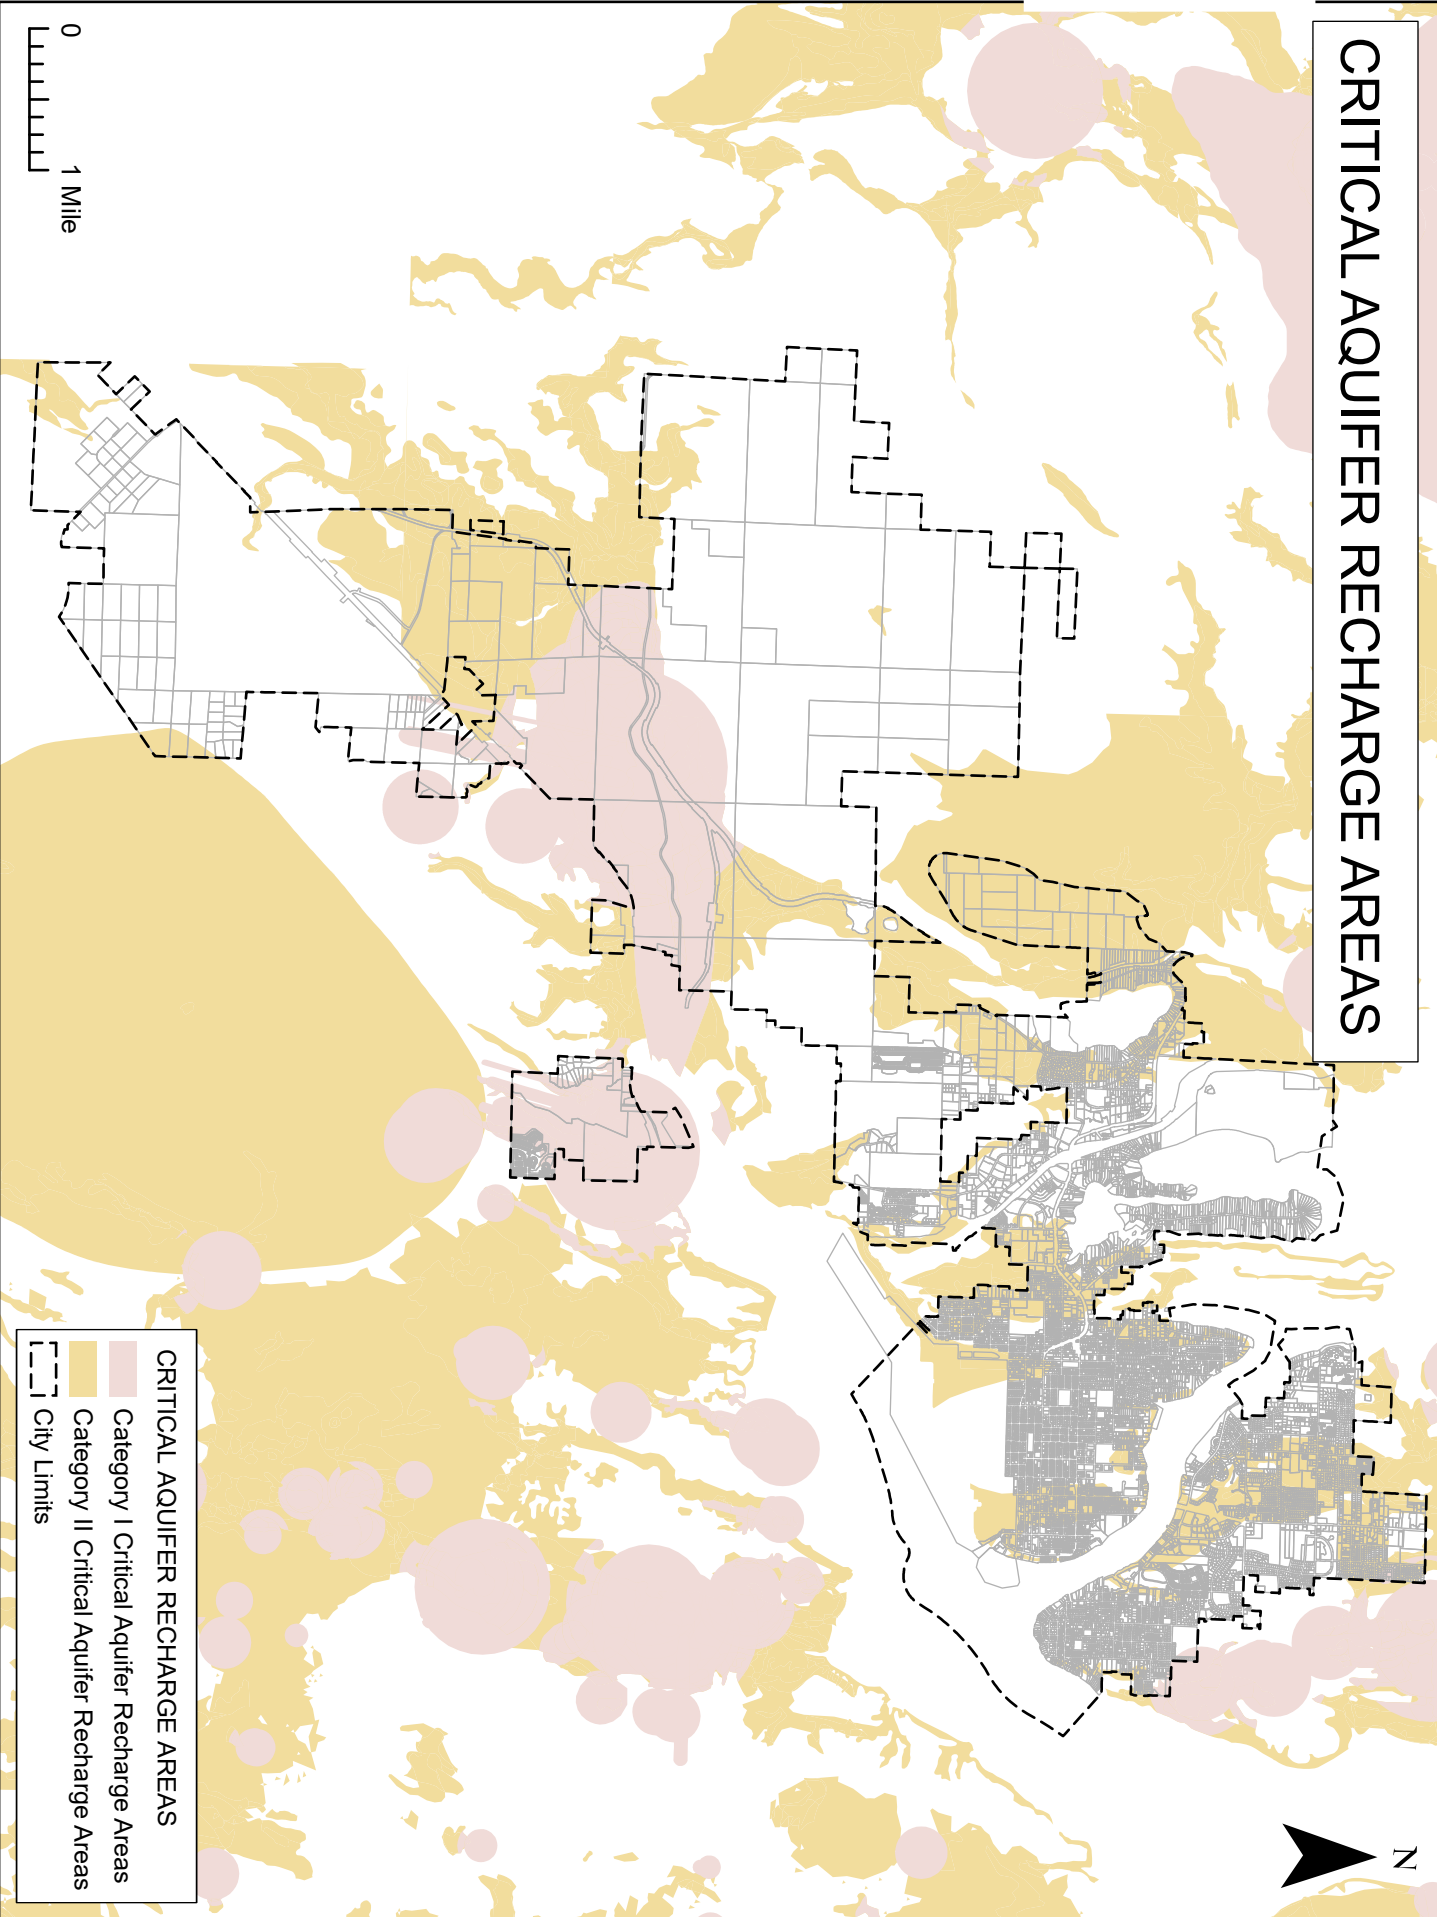 CRITICAL AQUIFER RECHARGE AREAS
N
0 1 Mile
CRITICAL AQUIFER RECHARGE AREAS
Category I Critical Aquifer Recharge Areas
Category II Critical Aquifer Recharge Areas
City Limits